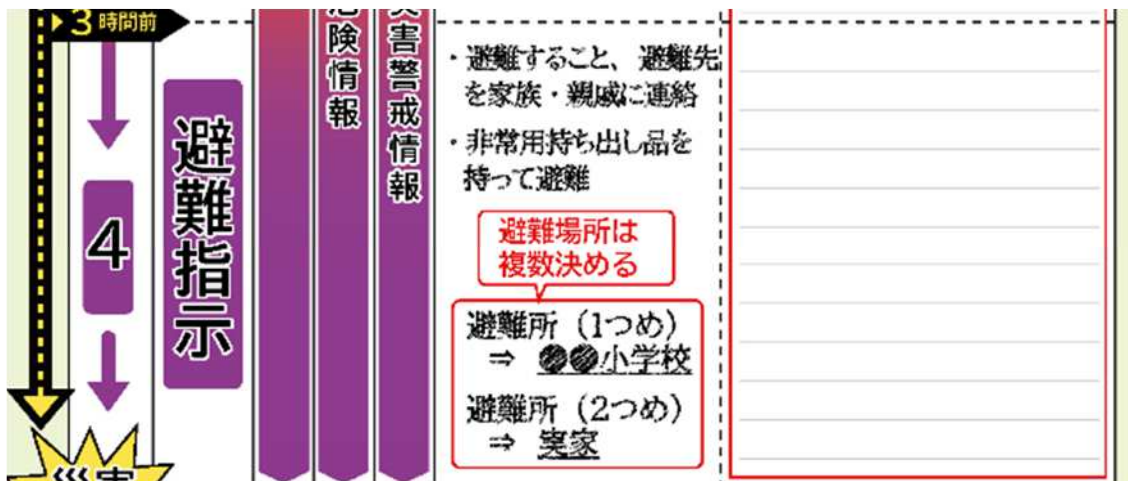 3時間前
4
避難指示
険情報
害警戒情報
・避難すること、避難先
を家族・親戚に連絡
・非常用持ち出し品を
持って避難
避難場所は
複数決める
避難所（1つめ）
⇒ ●●小学校
避難所（2つめ）
⇒ 実家
災害